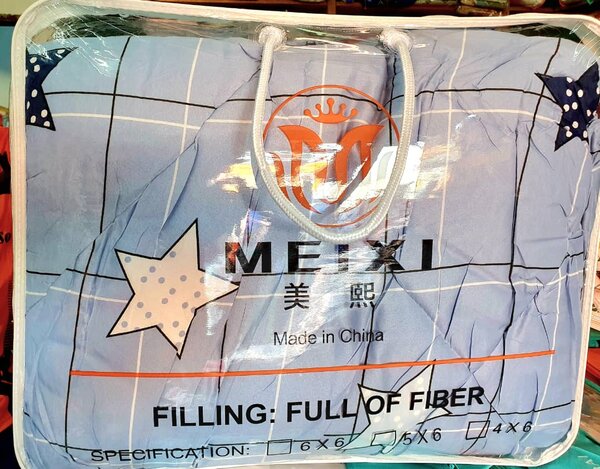 MEIXI
美熙
Made in China
FILLING: FULL OF FIBER
SPECIFICATION: 6X6 5X6 4X6